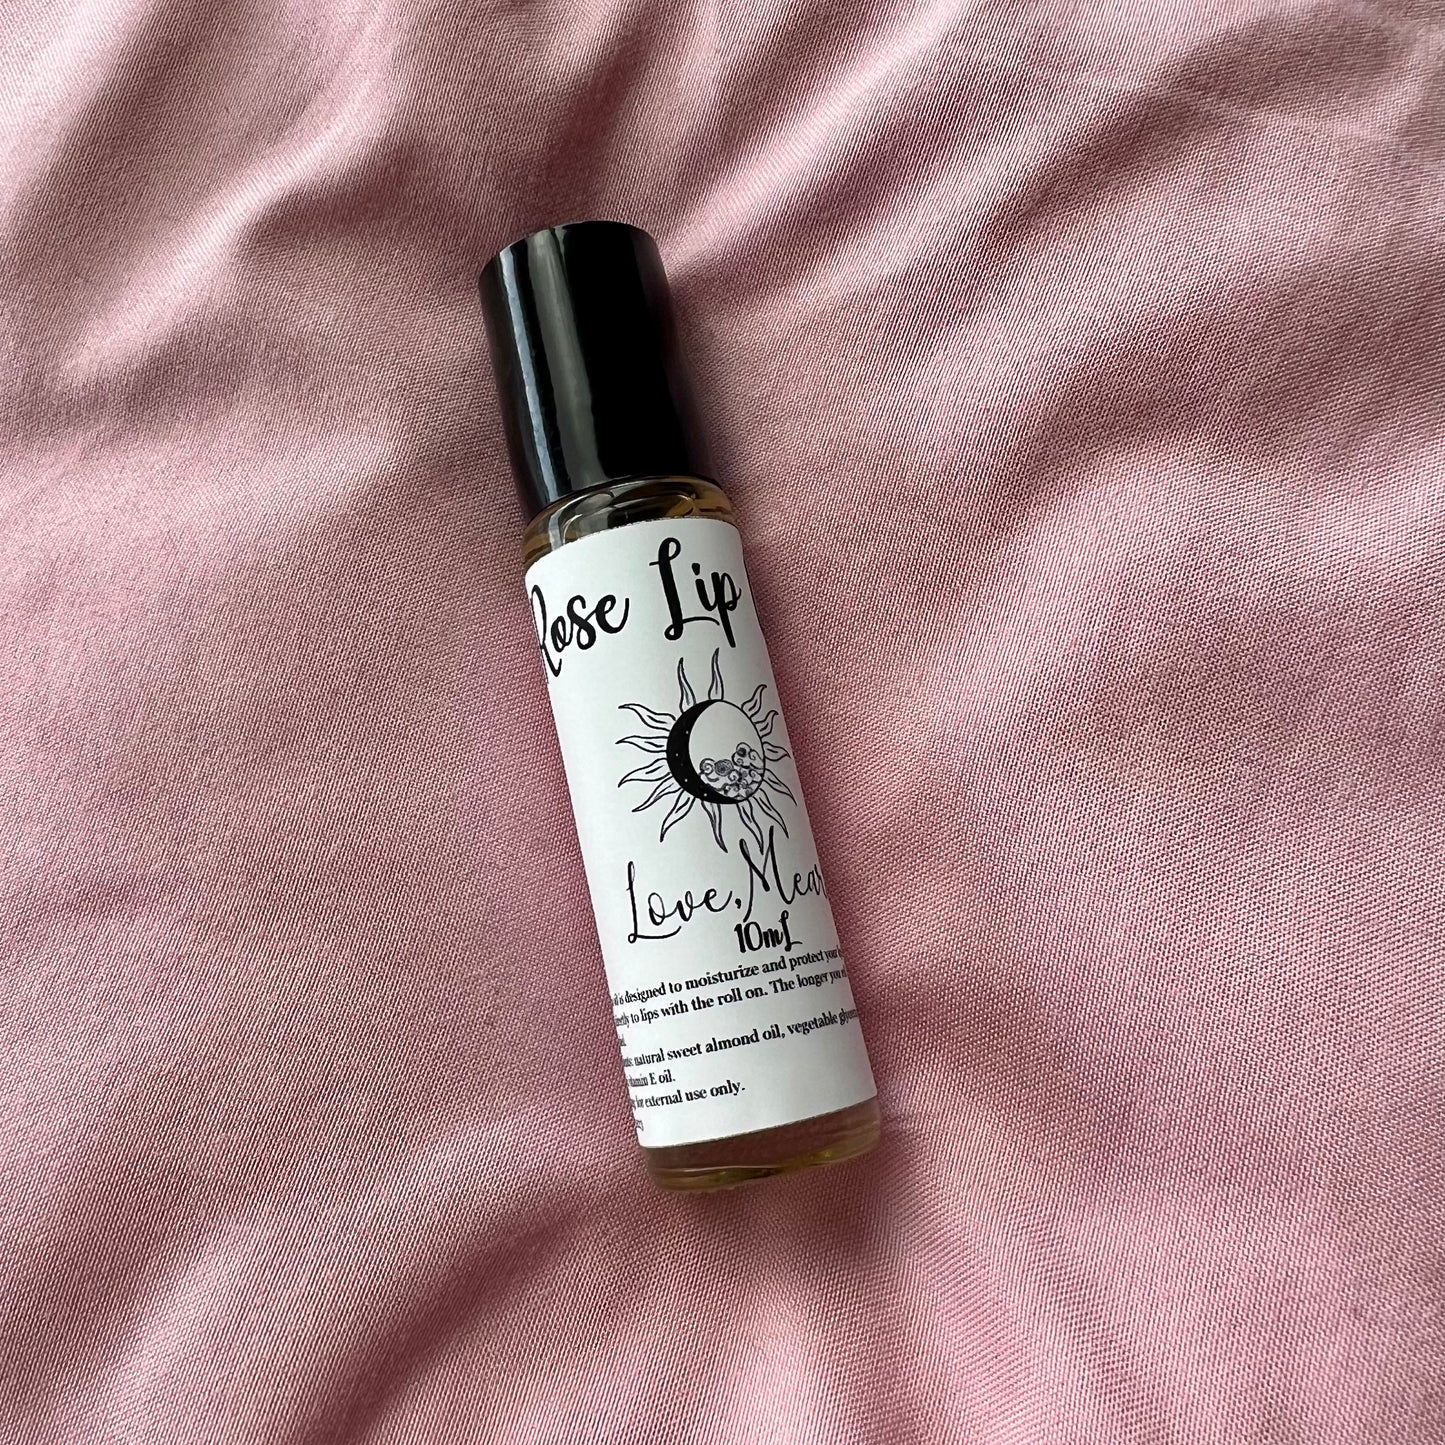 Rose Lip
Love, Mear
10mL
is designed to moisturize and protect your
to lips with the roll on. The longer you
natural sweet almond oil, vegetable
E oil.
for external use only.